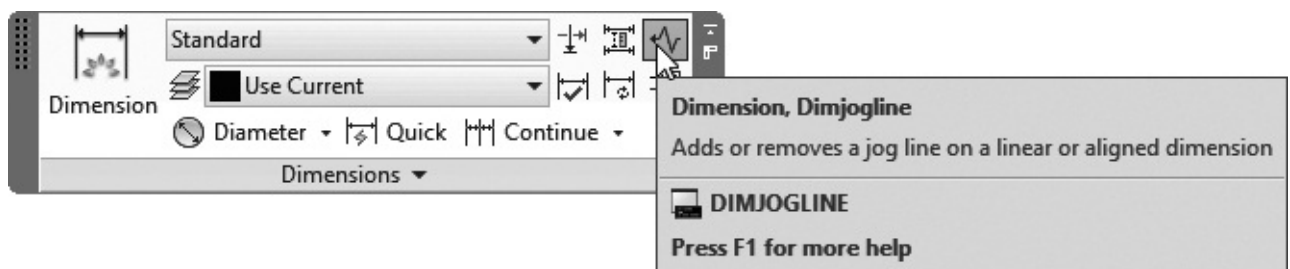 Standard
Use Current
Dimension
Diameter
Quick
Continue
Dimensions
Dimension, Dimjogline
Adds or removes a jog line on a linear or aligned dimension
DIMJOGLINE
Press F1 for more help